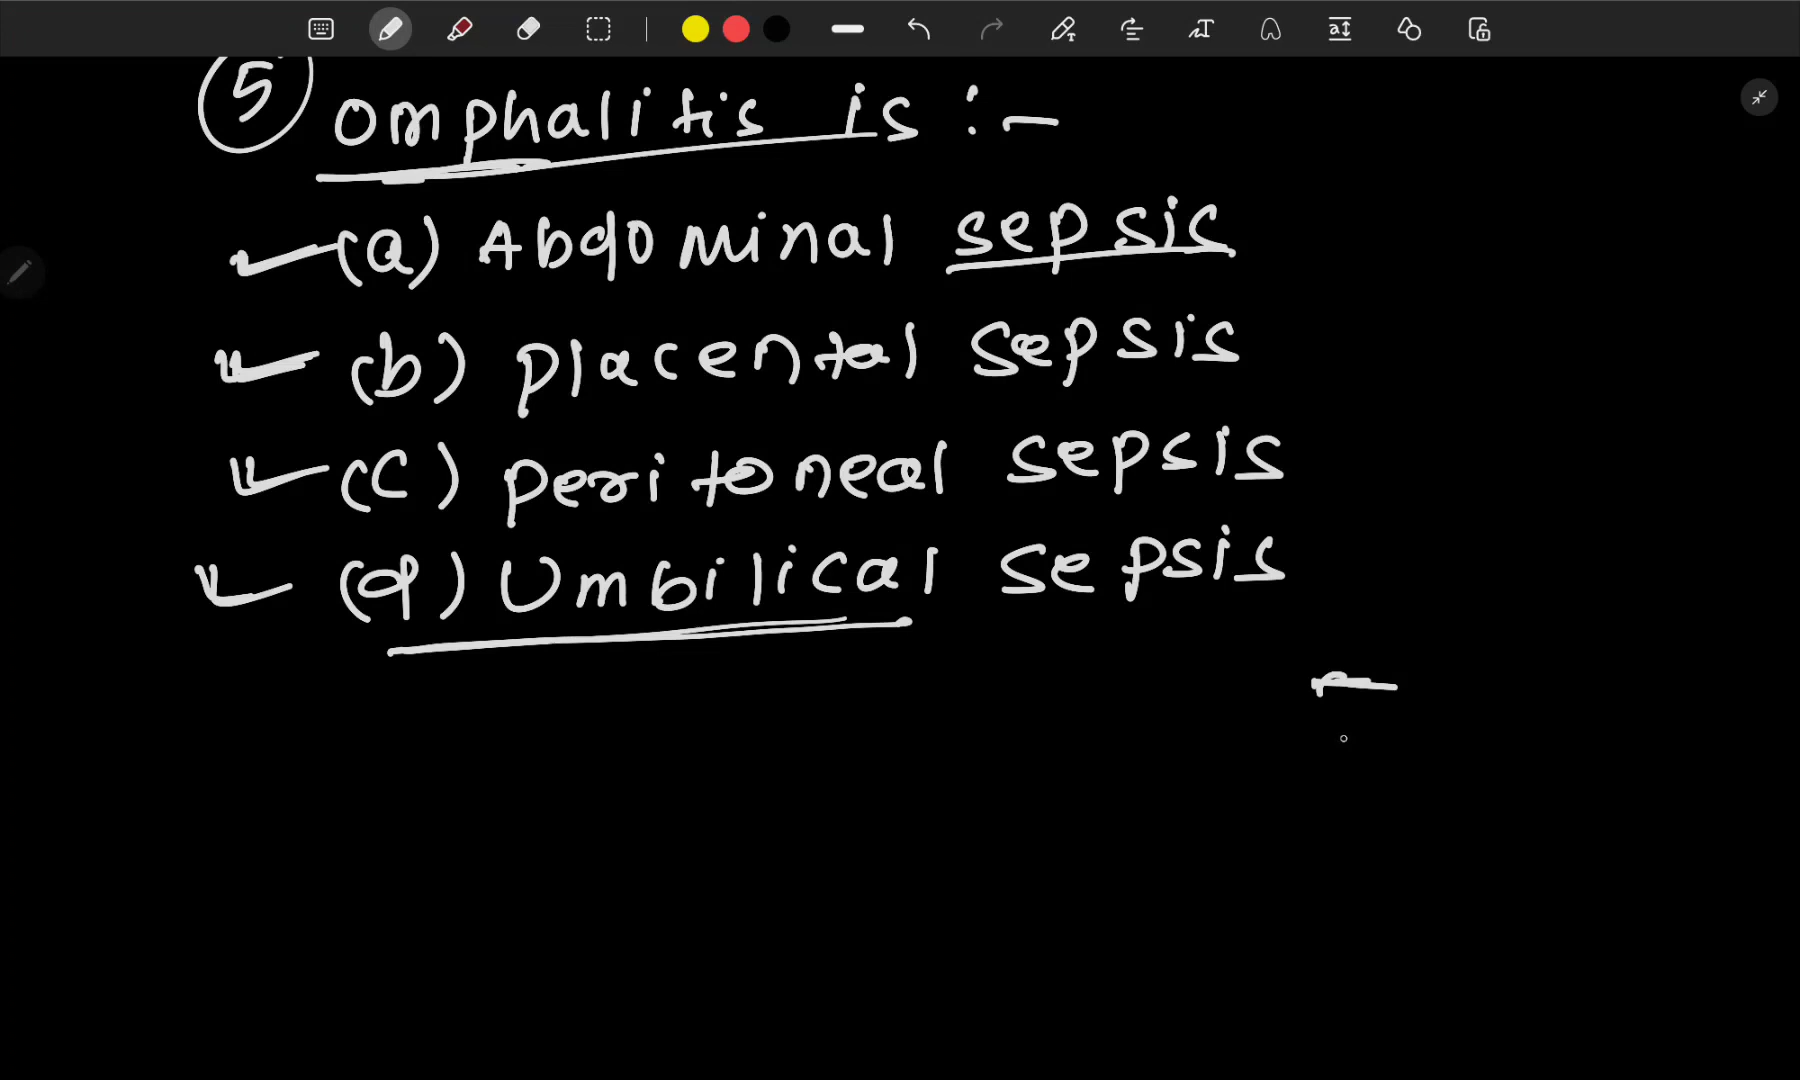 5 omphalitis is :-
(a) Abdominal sepsis
(b) placental sepsis
(c) peritoneal sepsis
(d) Umbilical sepsis